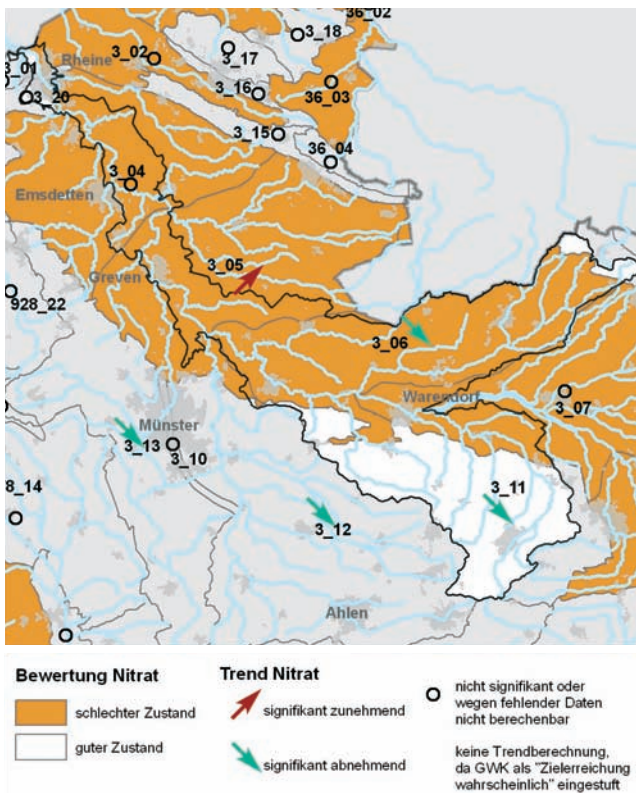 36_02
3_18
3_02
3_17
Rheine
3_01
3_16
36_03
3_20
3_15
36_04
3_04
Emsdetten
3_05
Greven
928_22
3_06
Warendorf
3_07
Münster
3_13
3_10
8_14
3_11
3_12
Ahlen
Bewertung Nitrat
schlechter Zustand
guter Zustand
Trend Nitrat
signifikant zunehmend
signifikant abnehmend
nicht signifikant oder
wegen fehlender Daten
nicht berechenbar
keine Trendberechnung,
da GWK als "Zielerreichung
wahrscheinlich" eingestuft